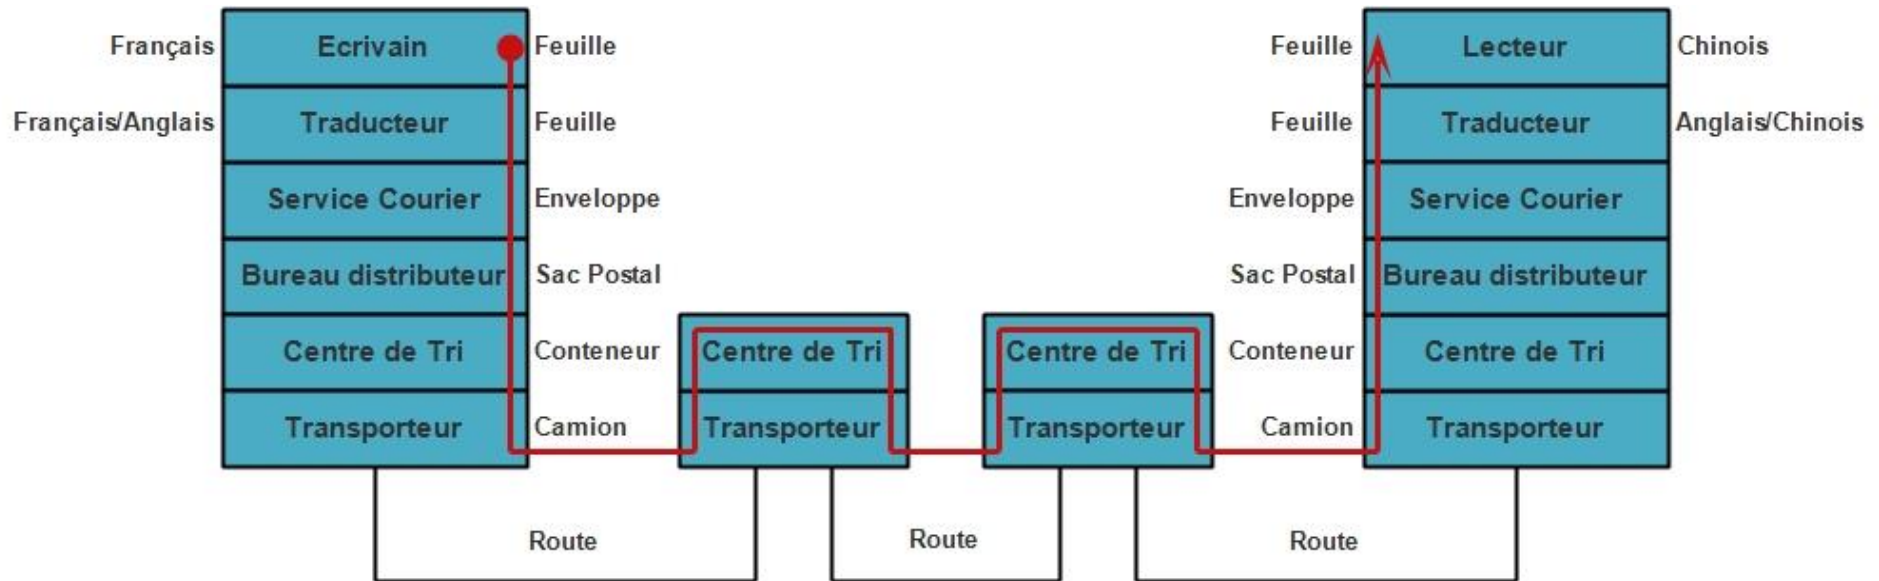 Français Ecrivain Feuille Feuille Lecteur Chinois
Français/Anglais Traducteur Feuille Feuille Traducteur Anglais/Chinois
Service Courier Enveloppe Enveloppe Service Courier
Bureau distributeur Sac Postal Sac Postal Bureau distributeur
Centre de Tri Conteneur Centre de Tri Centre de Tri Conteneur Centre de Tri
Transporteur Camion Transporteur Transporteur Camion Transporteur
Route Route Route